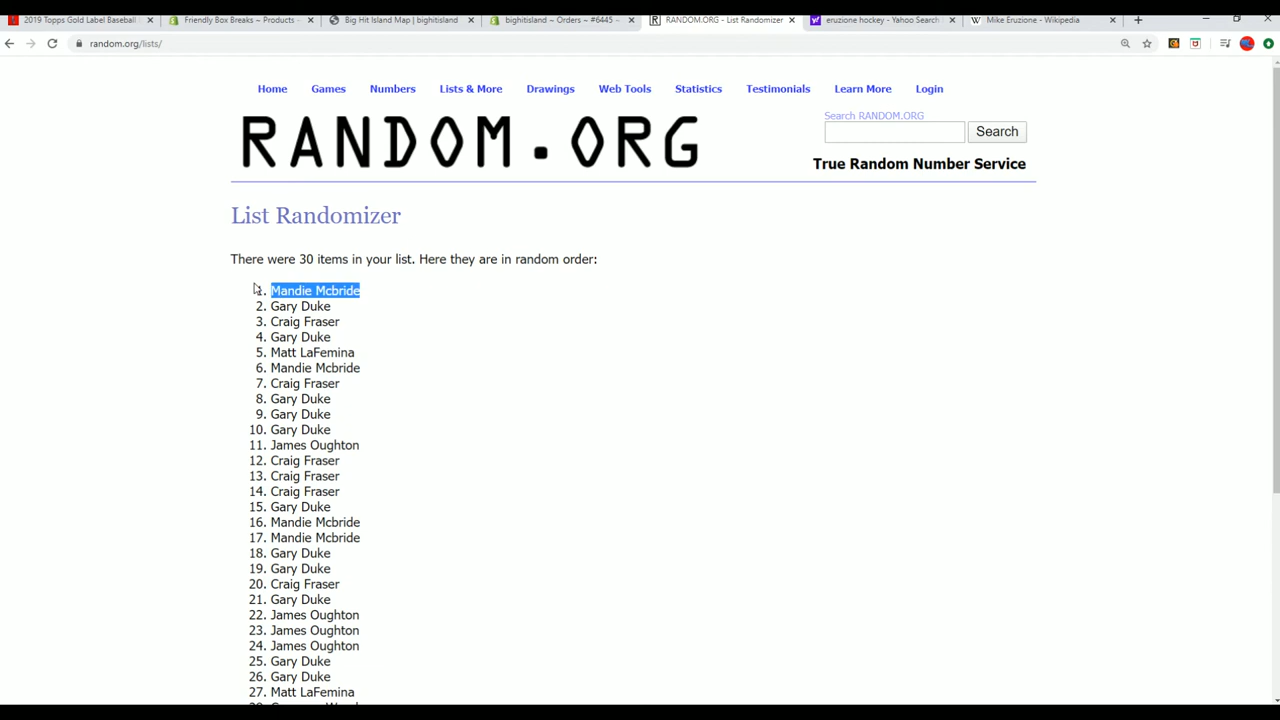 2019 Topps Gold Label Baseball
Friendly Box Breaks ~ Products ~
Big Hit Island Map | bighitisland
bighitisland ~ Orders ~ #6445 ~
RANDOM.ORG - List Randomizer
eruzione hockey - Yahoo Search
Mike Eruzione - Wikipedia
random.org/lists/
Home Games Numbers Lists & More Drawings Web Tools Statistics Testimonials Learn More Login
Search RANDOM.ORG
RANDOM.ORG
Search
True Random Number Service
List Randomizer
There were 30 items in your list. Here they are in random order:
1. Mandie Mcbride
2. Gary Duke
3. Craig Fraser
4. Gary Duke
5. Matt LaFemina
6. Mandie Mcbride
7. Craig Fraser
8. Gary Duke
9. Gary Duke
10. Gary Duke
11. James Oughton
12. Craig Fraser
13. Craig Fraser
14. Craig Fraser
15. Gary Duke
16. Mandie Mcbride
17. Mandie Mcbride
18. Gary Duke
19. Gary Duke
20. Craig Fraser
21. Gary Duke
22. James Oughton
23. James Oughton
24. James Oughton
25. Gary Duke
26. Gary Duke
27. Matt LaFemina